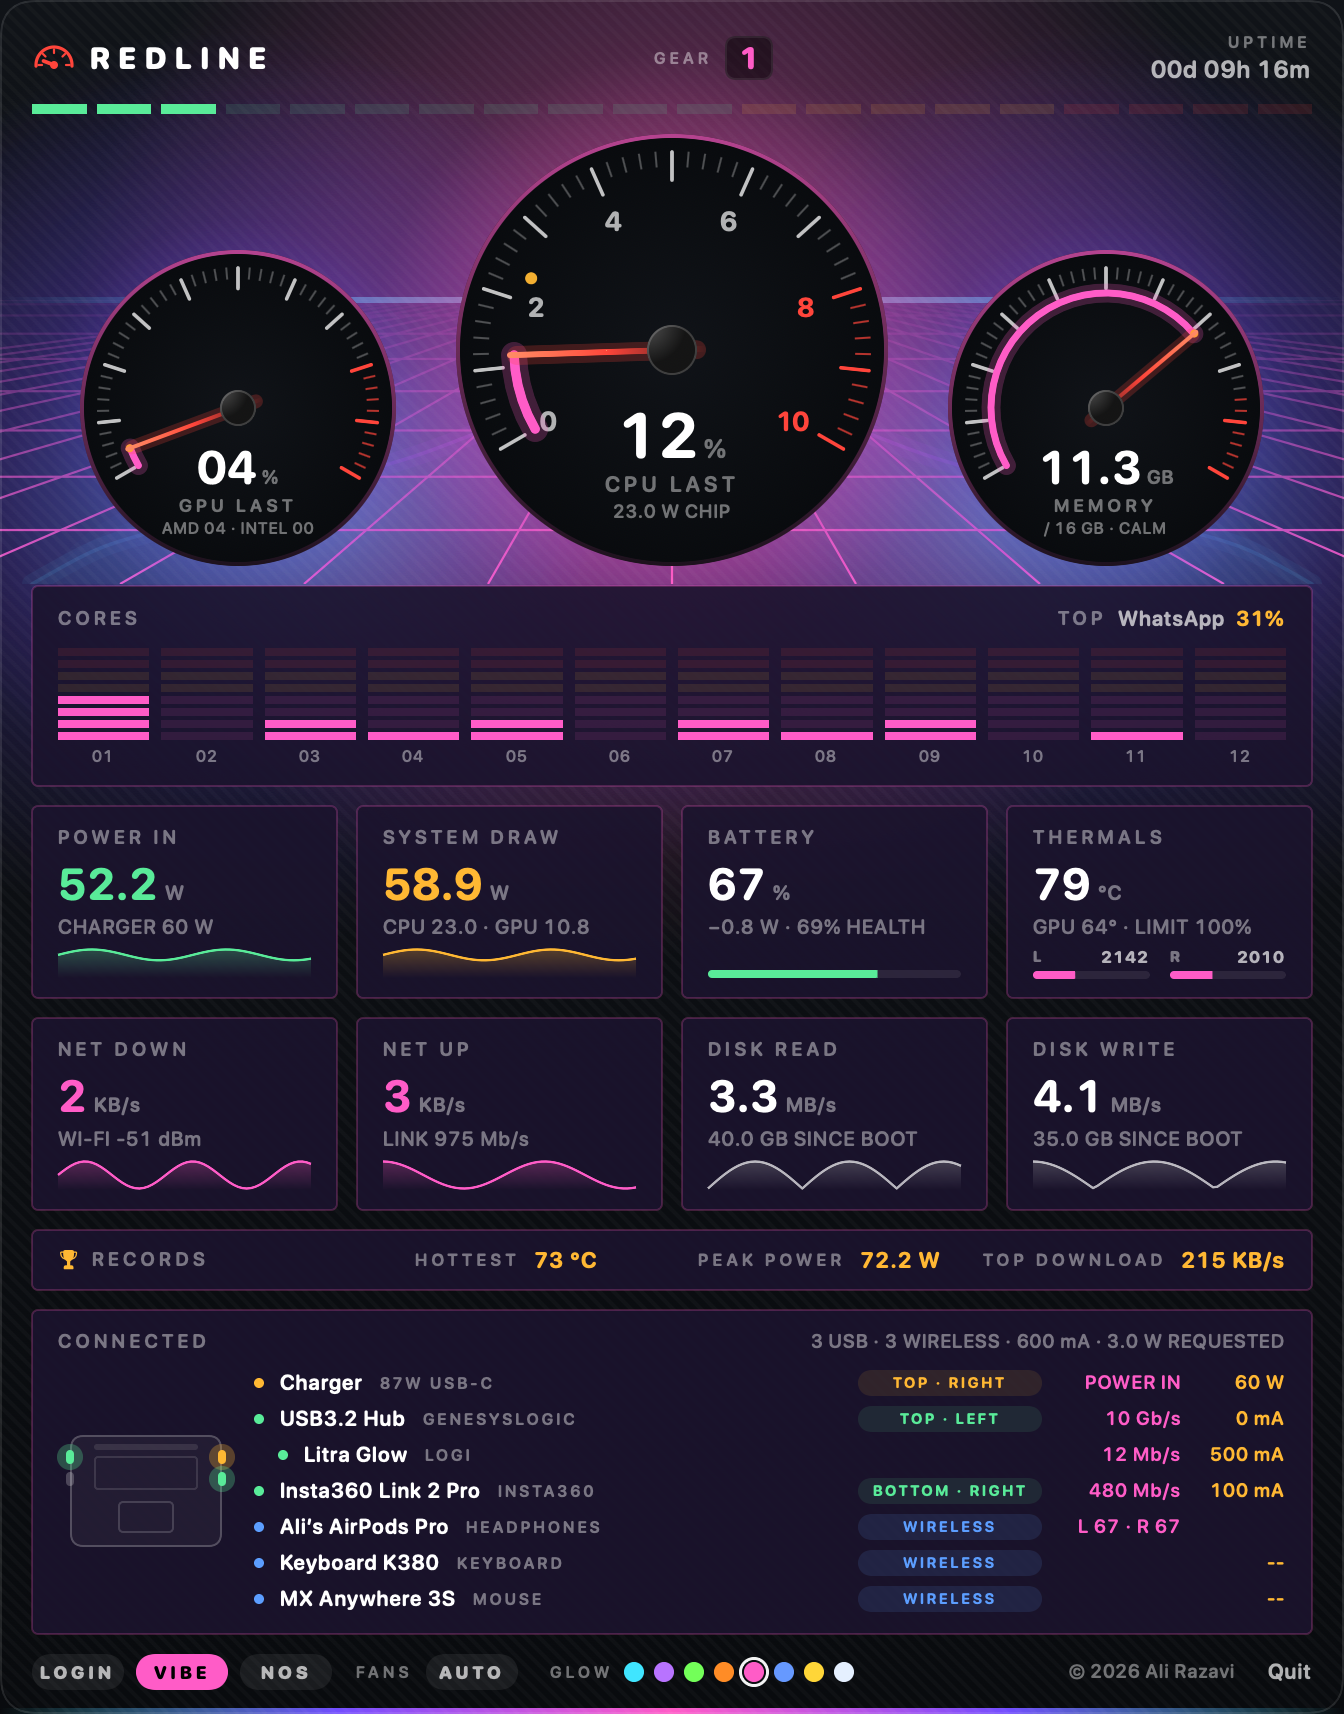 REDLINE
GEAR 1
UPTIME
00d 09h 16m
4 6
2 8
0 10
12 %
CPU LAST
23.0 W CHIP
04 %
GPU LAST
AMD 04 · INTEL 00
11.3 GB
MEMORY
/ 16 GB · CALM
CORES TOP WhatsApp 31%
01 02 03 04 05 06 07 08 09 10 11 12
POWER IN
52.2 W
CHARGER 60 W
SYSTEM DRAW
58.9 W
CPU 23.0 · GPU 10.8
BATTERY
67 %
−0.8 W · 69% HEALTH
THERMALS
79 °C
GPU 64° · LIMIT 100%
L 2142 R 2010
NET DOWN
2 KB/s
WI-FI -51 dBm
NET UP
3 KB/s
LINK 975 Mb/s
DISK READ
3.3 MB/s
40.0 GB SINCE BOOT
DISK WRITE
4.1 MB/s
35.0 GB SINCE BOOT
RECORDS HOTTEST 73 °C PEAK POWER 72.2 W TOP DOWNLOAD 215 KB/s
CONNECTED 3 USB · 3 WIRELESS · 600 mA · 3.0 W REQUESTED
Charger 87W USB-C TOP · RIGHT POWER IN 60 W
USB3.2 Hub GENESYSLOGIC TOP · LEFT 10 Gb/s 0 mA
Litra Glow LOGI 12 Mb/s 500 mA
Insta360 Link 2 Pro INSTA360 BOTTOM · RIGHT 480 Mb/s 100 mA
Ali's AirPods Pro HEADPHONES WIRELESS L 67 · R 67
Keyboard K380 KEYBOARD WIRELESS --
MX Anywhere 3S MOUSE WIRELESS --
LOGIN VIBE NOS FANS AUTO GLOW © 2026 Ali Razavi Quit